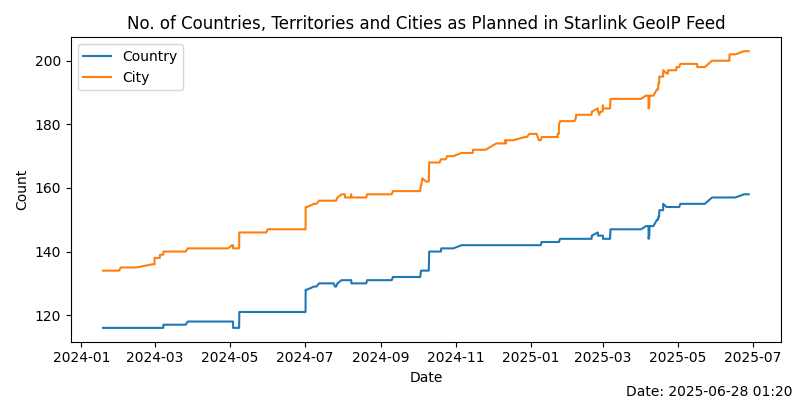 No. of Countries, Territories and Cities as Planned in Starlink GeoIP Feed
Country
City
200
180
160
140
120
Count
2024-01 2024-03 2024-05 2024-07 2024-09 2024-11 2025-01 2025-03 2025-05 2025-07
Date
Date: 2025-06-28 01:20